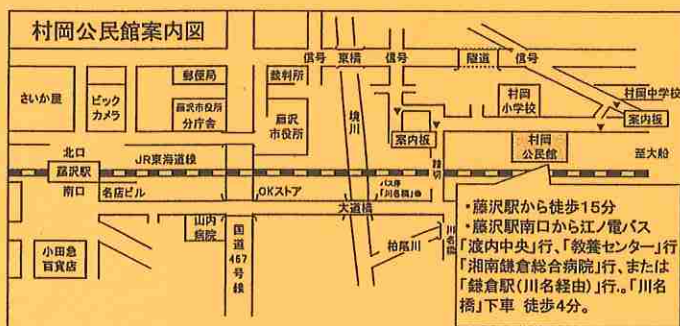 村岡公民館案内図
信号
東橋
信号
隧道
信号
さいか屋
ビック
カメラ
郵便局
裁判所
藤沢市役所
分庁舎
藤沢
市役所
境川
村岡
小学校
村岡中学校
案内板
案内板
村岡
公民館
至大船
北口
JR東海道線
藤沢駅
踏切
南口
名店ビル
OKストア
バス停
「川名橋」
大道橋
山内
病院
国道467号線
柏尾川
川名橋
小田急
百貨店
・藤沢駅から徒歩15分
・藤沢駅南口から江ノ電バス
「渡内中央」行、「教養センター」行
「湘南鎌倉総合病院」行、または
「鎌倉駅(川名経由)」行.。「川名
橋」下車 徒歩4分。